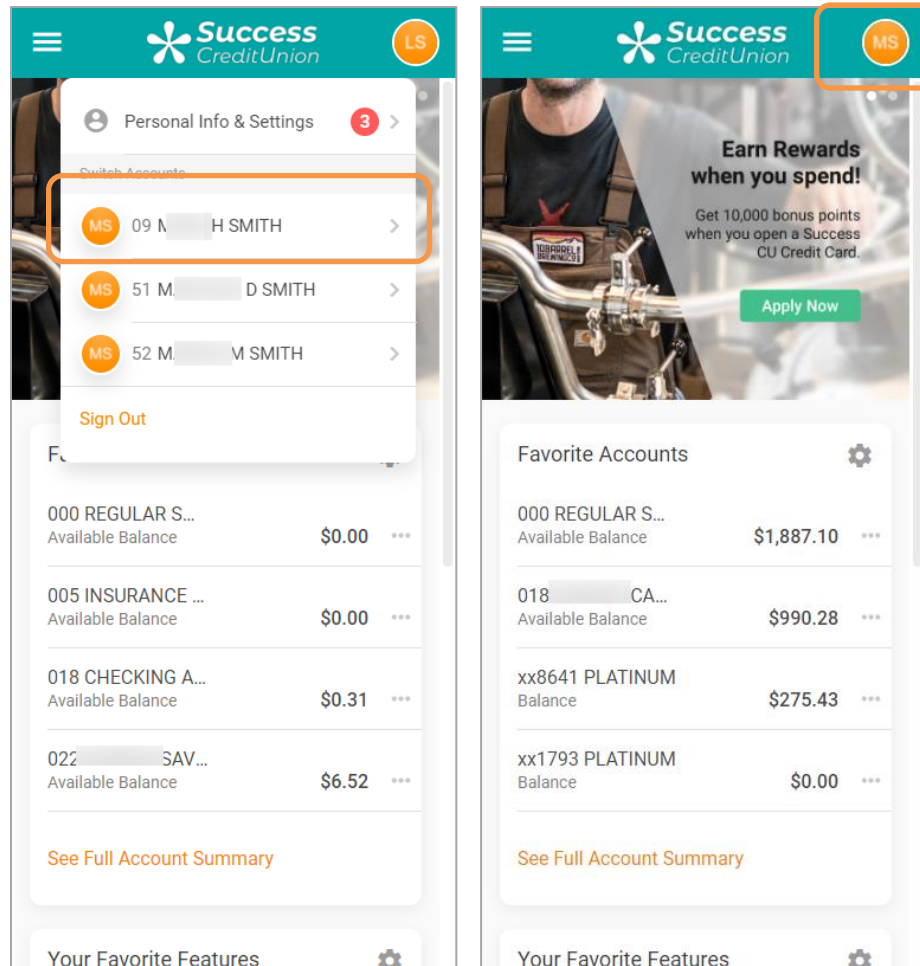 Success
CreditUnion
LS
Personal Info & Settings
3
Switch Accounts
MS
09 M H SMITH
MS
51 M D SMITH
MS
52 M M SMITH
Sign Out
000 REGULAR S...
Available Balance
$0.00
005 INSURANCE ...
Available Balance
$0.00
018 CHECKING A...
Available Balance
$0.31
022 SAV...
Available Balance
$6.52
See Full Account Summary
Your Favorite Features
Success
CreditUnion
MS
Earn Rewards
when you spend!
Get 10,000 bonus points
when you open a Success
CU Credit Card.
10 BARREL
BREWING CO
Apply Now
Favorite Accounts
000 REGULAR S...
Available Balance
$1,887.10
018 CA...
Available Balance
$990.28
xx8641 PLATINUM
Balance
$275.43
xx1793 PLATINUM
Balance
$0.00
See Full Account Summary
Your Favorite Features